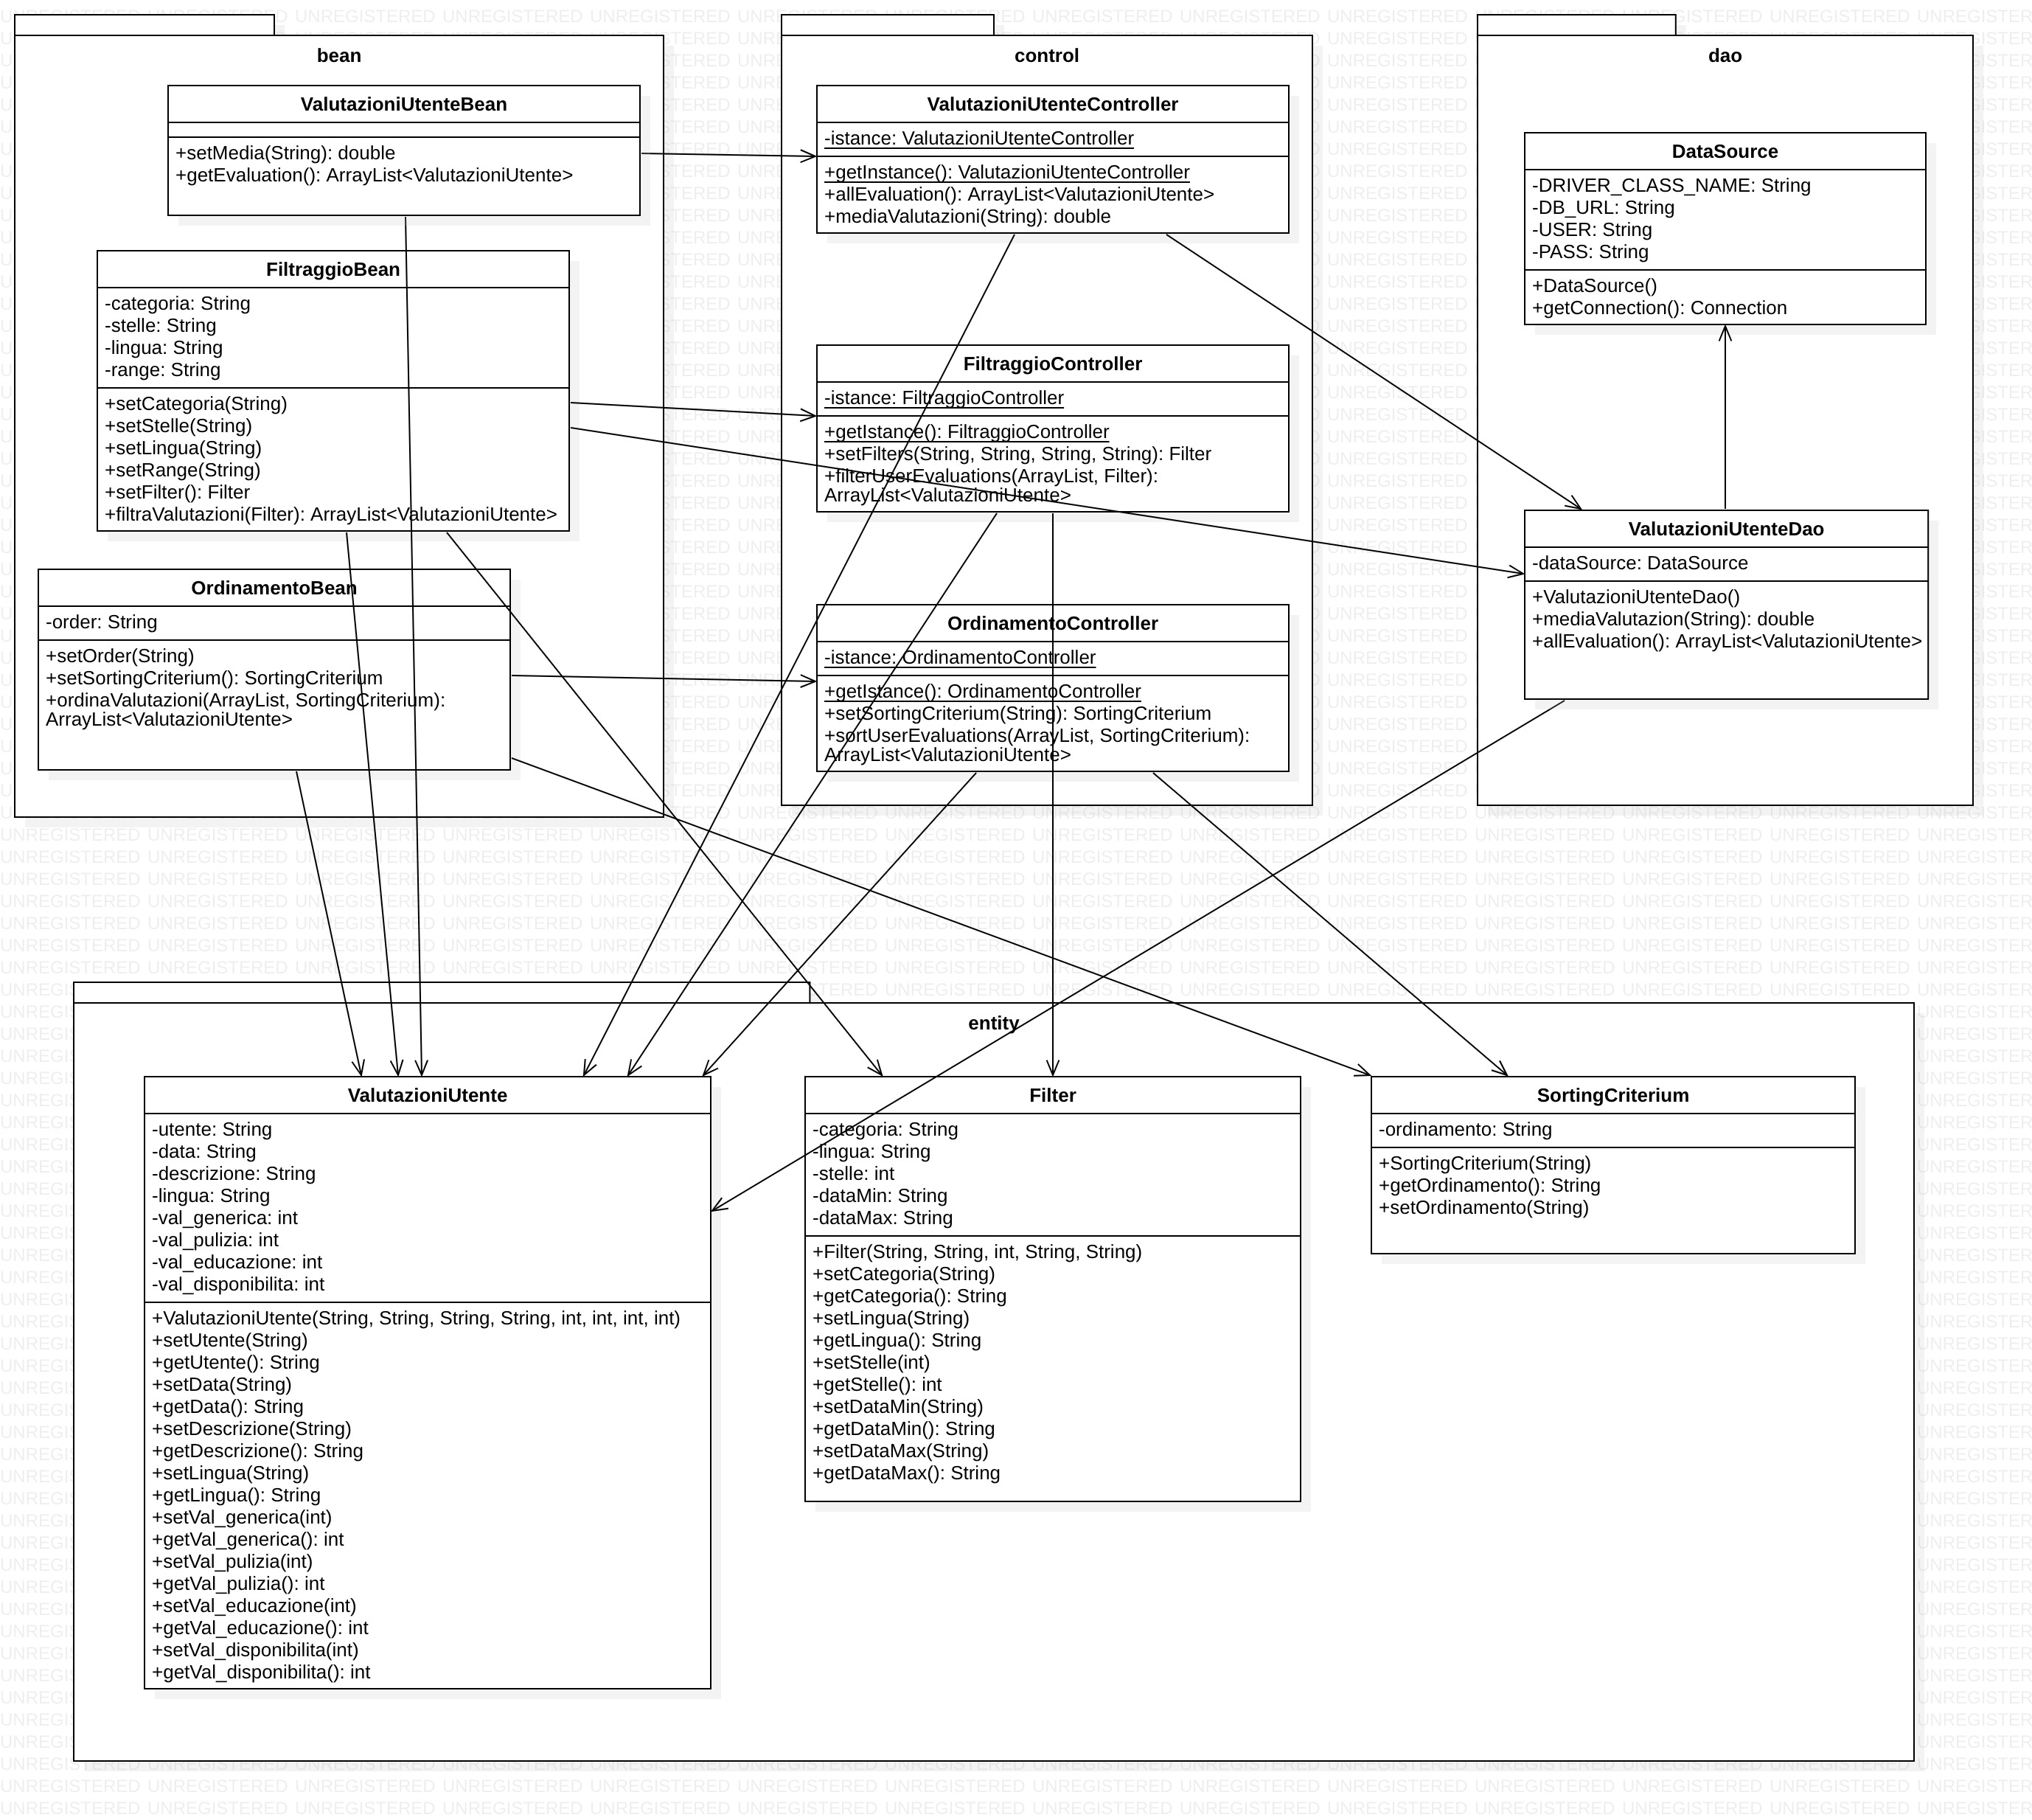 bean
ValutazioniUtenteBean
+setMedia(String): double
+getEvaluation(): ArrayList<ValutazioniUtente>
FiltraggioBean
-categoria: String
-stelle: String
-lingua: String
-range: String
+setCategoria(String)
+setStelle(String)
+setLingua(String)
+setRange(String)
+setFilter(): Filter
+filtraValutazioni(Filter): ArrayList<ValutazioniUtente>
OrdinamentoBean
-order: String
+setOrder(String)
+setSortingCriterium(): SortingCriterium
+ordinaValutazioni(ArrayList, SortingCriterium):
ArrayList<ValutazioniUtente>
control
ValutazioniUtenteController
-istance: ValutazioniUtenteController
+getInstance(): ValutazioniUtenteController
+allEvaluation(): ArrayList<ValutazioniUtente>
+mediaValutazioni(String): double
FiltraggioController
-istance: FiltraggioController
+getIstance(): FiltraggioController
+setFilters(String, String, String, String): Filter
+filterUserEvaluations(ArrayList, Filter):
ArrayList<ValutazioniUtente>
OrdinamentoController
-istance: OrdinamentoController
+getIstance(): OrdinamentoController
+setSortingCriterium(String): SortingCriterium
+sortUserEvaluations(ArrayList, SortingCriterium):
ArrayList<ValutazioniUtente>
dao
DataSource
-DRIVER_CLASS_NAME: String
-DB_URL: String
-USER: String
-PASS: String
+DataSource()
+getConnection(): Connection
ValutazioniUtenteDao
-dataSource: DataSource
+ValutazioniUtenteDao()
+mediaValutazion(String): double
+allEvaluation(): ArrayList<ValutazioniUtente>
entity
ValutazioniUtente
-utente: String
-data: String
-descrizione: String
-lingua: String
-val_generica: int
-val_pulizia: int
-val_educazione: int
-val_disponibilita: int
+ValutazioniUtente(String, String, String, String, int, int, int, int)
+setUtente(String)
+getUtente(): String
+setData(String)
+getData(): String
+setDescrizione(String)
+getDescrizione(): String
+setLingua(String)
+getLingua(): String
+setVal_generica(int)
+getVal_generica(): int
+setVal_pulizia(int)
+getVal_pulizia(): int
+setVal_educazione(int)
+getVal_educazione(): int
+setVal_disponibilita(int)
+getVal_disponibilita(): int
Filter
-categoria: String
-lingua: String
-stelle: int
-dataMin: String
-dataMax: String
+Filter(String, String, int, String, String)
+setCategoria(String)
+getCategoria(): String
+setLingua(String)
+getLingua(): String
+setStelle(int)
+getStelle(): int
+setDataMin(String)
+getDataMin(): String
+setDataMax(String)
+getDataMax(): String
SortingCriterium
-ordinamento: String
+SortingCriterium(String)
+getOrdinamento(): String
+setOrdinamento(String)
UNREGISTERED